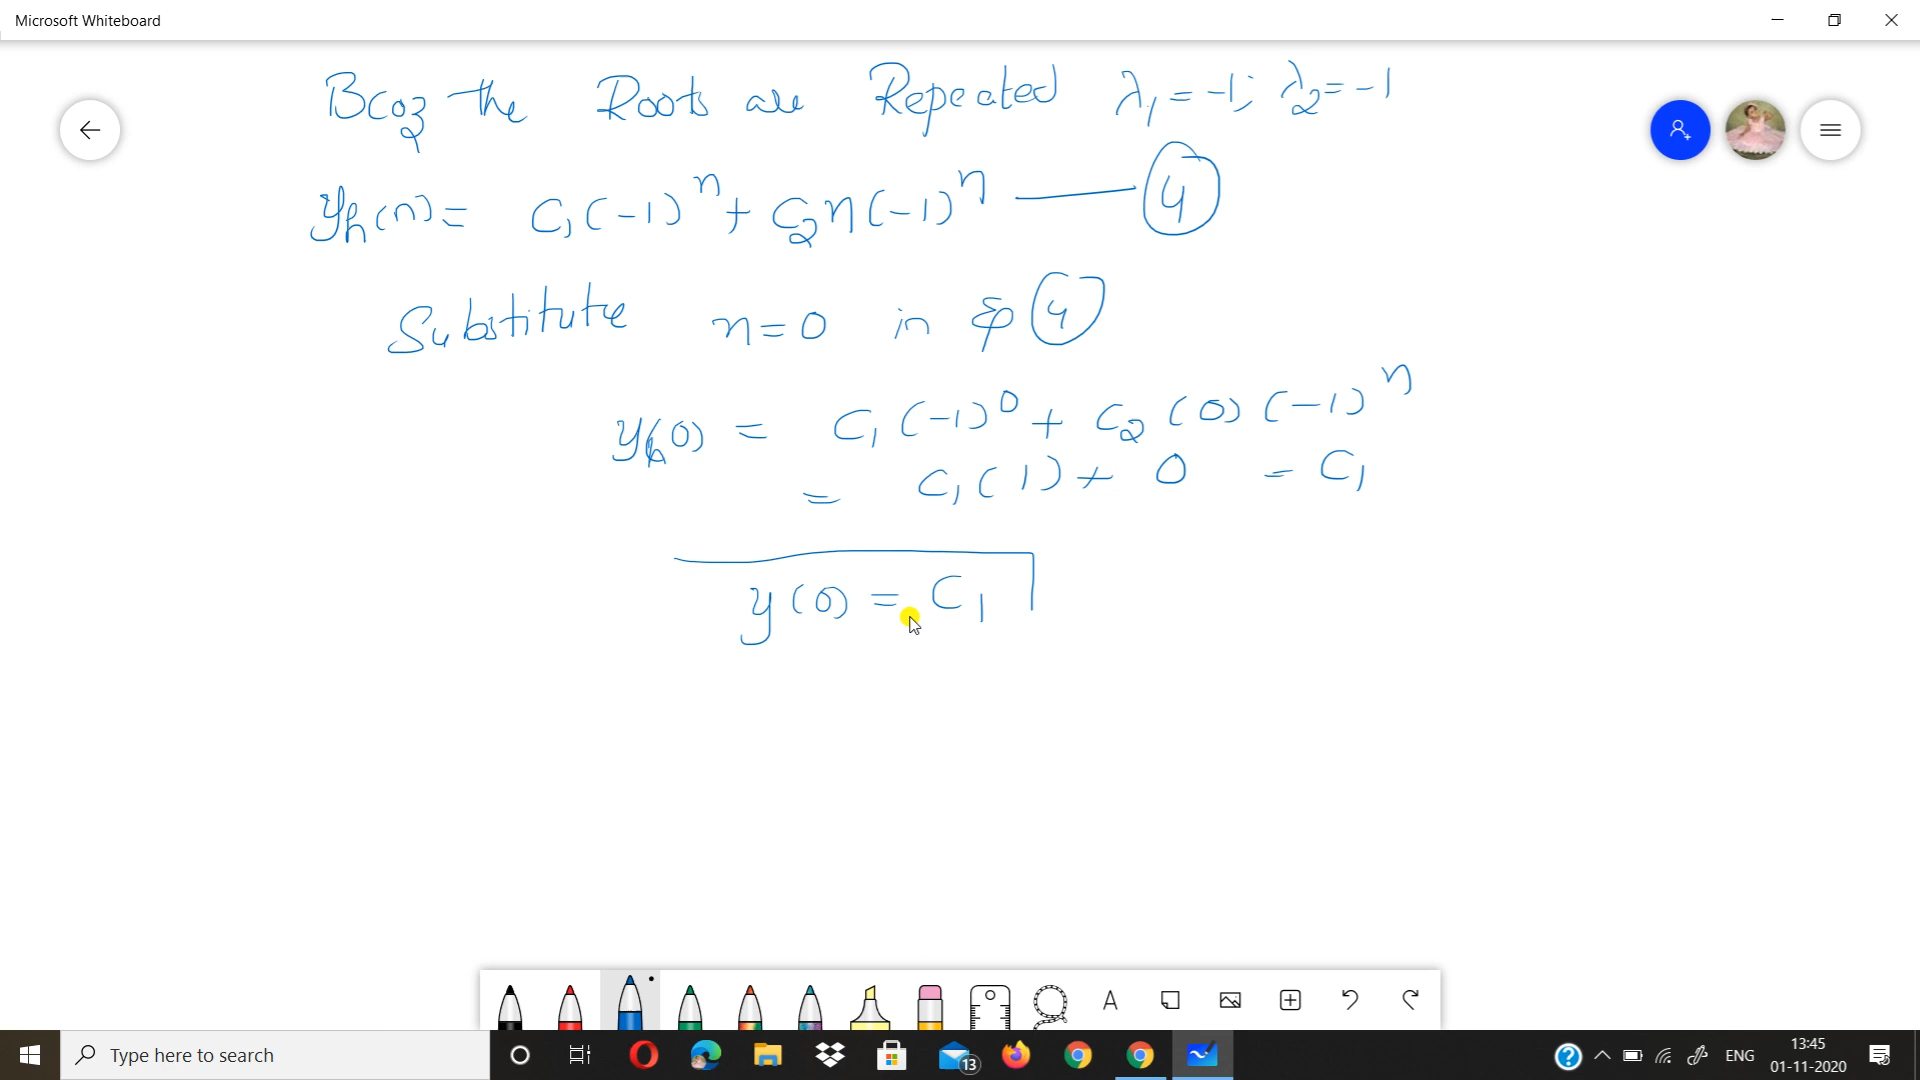 Microsoft Whiteboard
Bcoz the Roots are Repeated λ₁ = -1; λ₂ = -1
yₕ(n) = C₁(-1)ⁿ + C₂n(-1)ⁿ —— 4
Substitute n=0 in 4
yₕ(0) = C₁(-1)⁰ + C₂(0)(-1)ⁿ
= C₁(1) + 0 = C₁
y(0) = C₁
A
Type here to search
13
ENG
13:45
01-11-2020